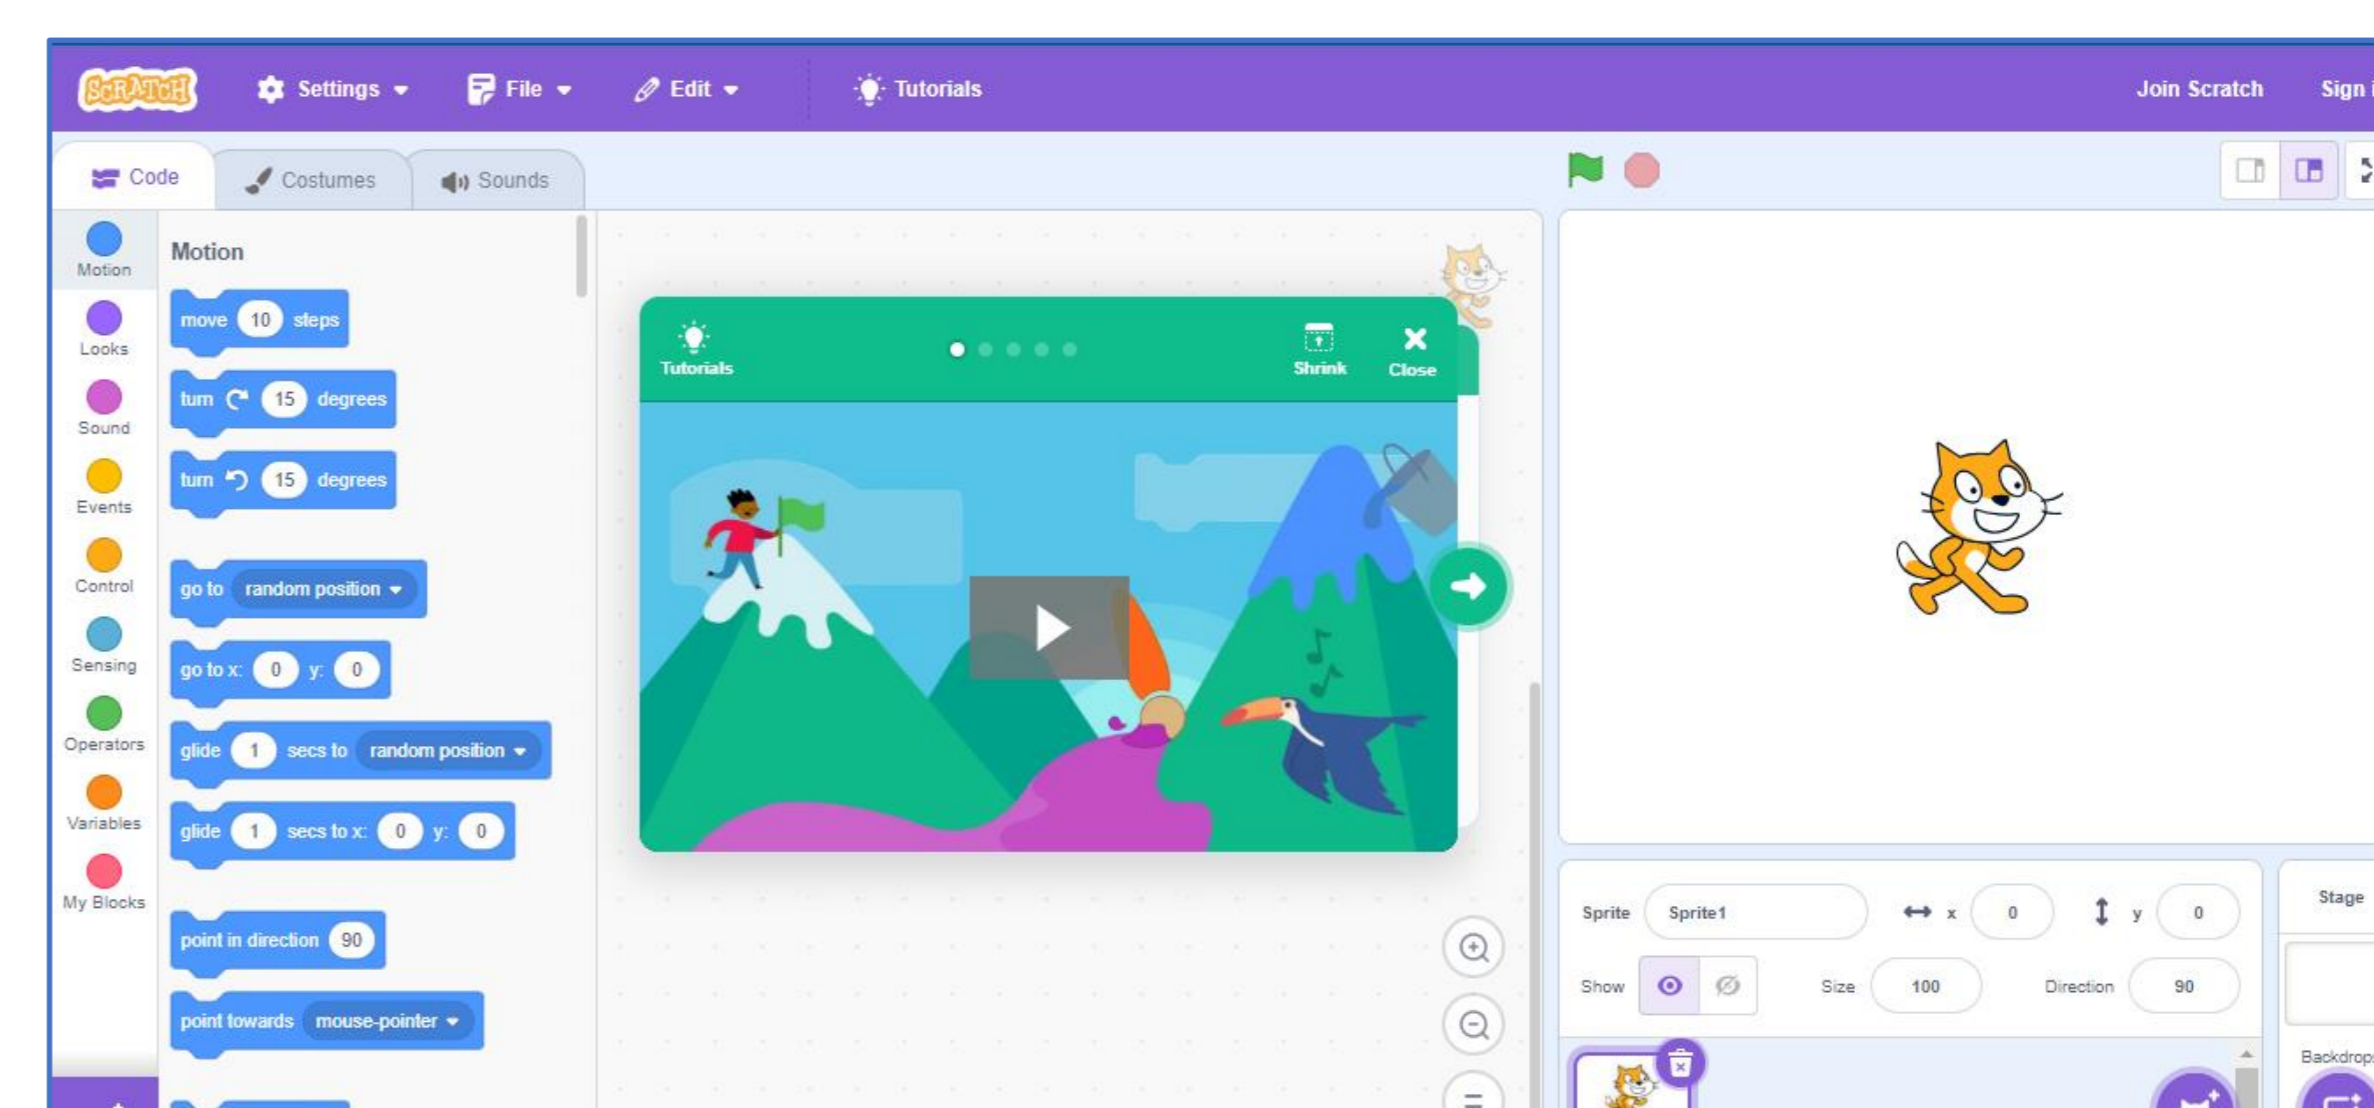 SCRATCH Settings File Edit Tutorials Join Scratch Sign
Code Costumes Sounds
Motion
Looks
Sound
Events
Control
Sensing
Operators
Variables
My Blocks
Motion
move 10 steps
turn 15 degrees
turn 15 degrees
go to random position
go to x: 0 y: 0
glide 1 secs to random position
glide 1 secs to x: 0 y: 0
point in direction 90
point towards mouse-pointer
Tutorials Shrink Close
Sprite Sprite1 x 0 y 0
Show Size 100 Direction 90
Stage